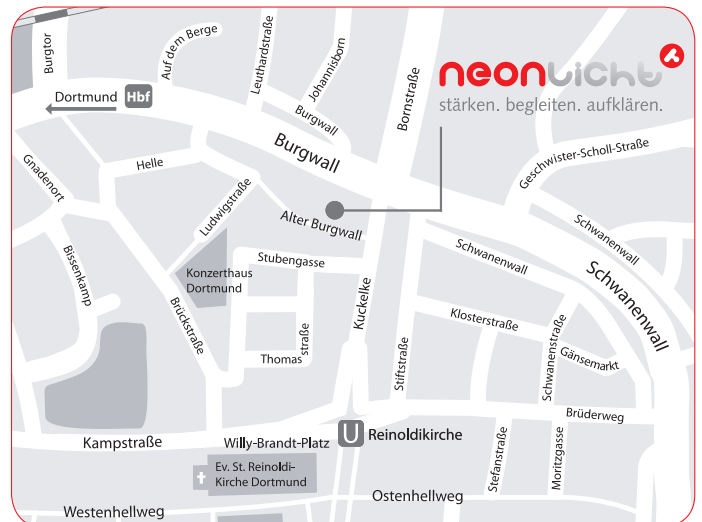 Burgtor
Auf dem Berge
Leuthardstraße
Johannisborn
Bornstraße
neonlicht
stärken. begleiten. aufklären.
Dortmund Hbf
Burgwall
Burgwall
Geschwister-Scholl-Straße
Gnadenort
Helle
Ludwigstraße
Alter Burgwall
Schwanenwall
Schwanenwall
Schwanenwall
Bissenkamp
Konzerthaus
Dortmund
Stubengasse
Kuckelke
Brückstraße
Klosterstraße
Schwanenstraße
Gänsemarkt
Thomas
straße
Stiftstraße
Brüderweg
Kampstraße
Willy-Brandt-Platz
U Reinoldikirche
Stefanstraße
Moritzgasse
Ev. St. Reinoldi-
Kirche Dortmund
Ostenhellweg
Westenhellweg